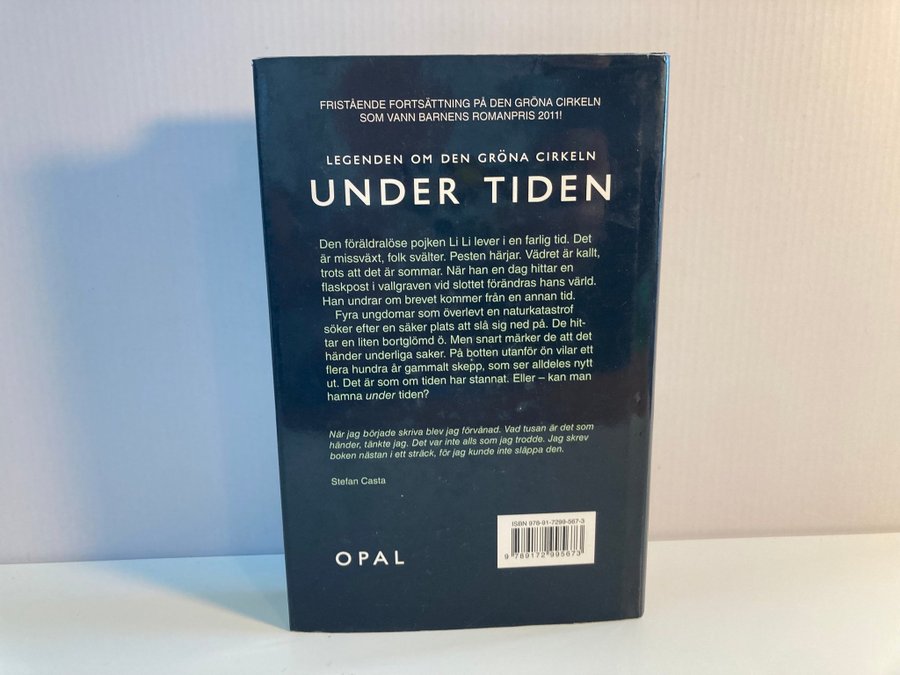 FRISTÅENDE FORTSÄTTNING PÅ DEN GRÖNA CIRKELN
SOM VANN BARNENS ROMANPRIS 2011!
LEGENDEN OM DEN GRÖNA CIRKELN
UNDER TIDEN
Den föräldralöse pojken Li Li lever i en farlig tid. Det
är missväxt, folk svälter. Pesten härjar. Vädret är kallt,
trots att det är sommar. När han en dag hittar en
flaskpost i vallgraven vid slottet förändras hans värld.
Han undrar om brevet kommer från en annan tid.
Fyra ungdomar som överlevt en naturkatastrof
söker efter en säker plats att slå sig ned på. De hit-
tar en liten bortglömd ö. Men snart märker de att det
händer underliga saker. På botten utanför ön vilar ett
flera hundra år gammalt skepp, som ser alldeles nytt
ut. Det är som om tiden har stannat. Eller – kan man
hamna under tiden?
När jag började skriva blev jag förvånad. Vad tusan är det som
händer, tänkte jag. Det var inte alls som jag trodde. Jag skrev
boken nästan i ett sträck, för jag kunde inte släppa den.
Stefan Casta
ISBN 978-91-7299-567-3
9 789172 995673
OPAL